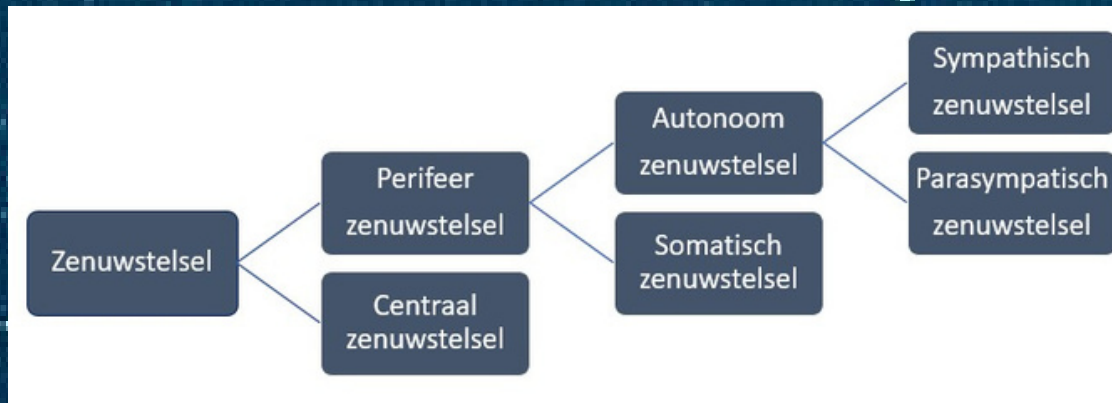 Zenuwstelsel
Perifeer
zenuwstelsel
Centraal
zenuwstelsel
Autonoom
zenuwstelsel
Somatisch
zenuwstelsel
Sympathisch
zenuwstelsel
Parasympatisch
zenuwstelsel